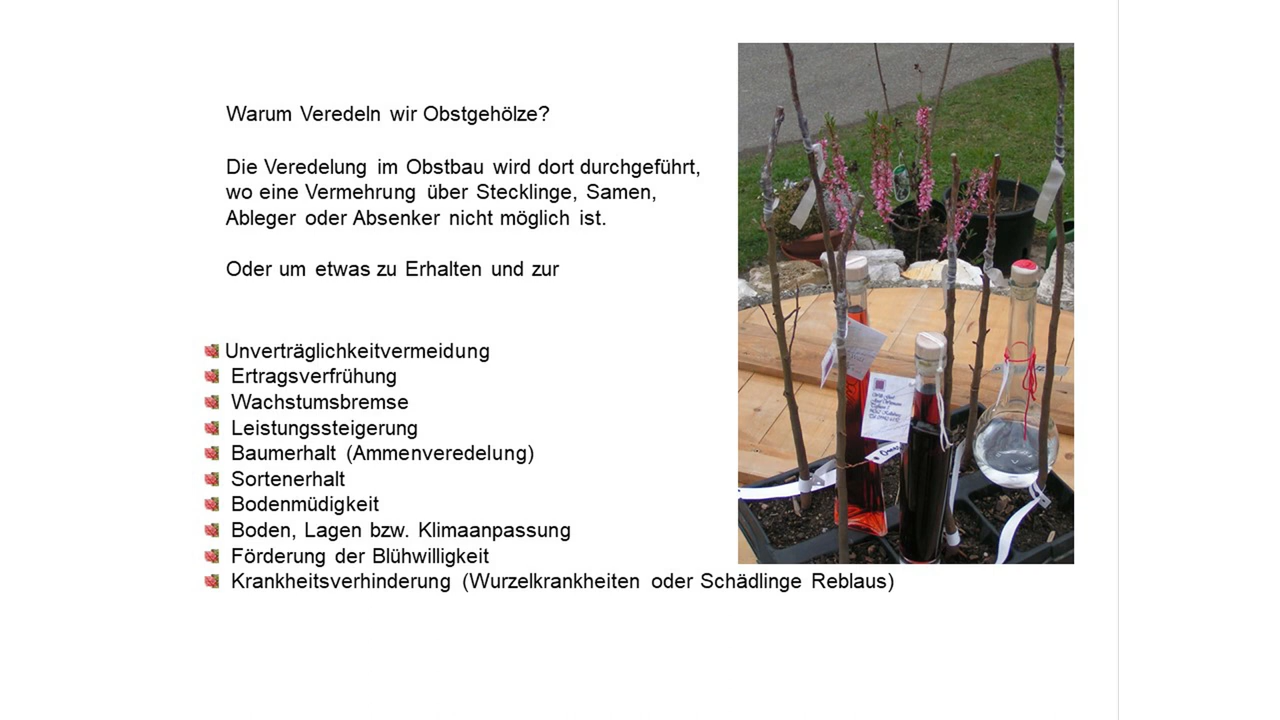 Warum Veredeln wir Obstgehölze?
Die Veredelung im Obstbau wird dort durchgeführt,
wo eine Vermehrung über Stecklinge, Samen,
Ableger oder Absenker nicht möglich ist.
Oder um etwas zu Erhalten und zur
Unverträglichkeitvermeidung
Ertragsverfrühung
Wachstumsbremse
Leistungssteigerung
Baumerhalt (Ammenveredelung)
Sortenerhalt
Bodenmüdigkeit
Boden, Lagen bzw. Klimaanpassung
Förderung der Blühwilligkeit
Krankheitsverhinderung (Wurzelkrankheiten oder Schädlinge Reblaus)